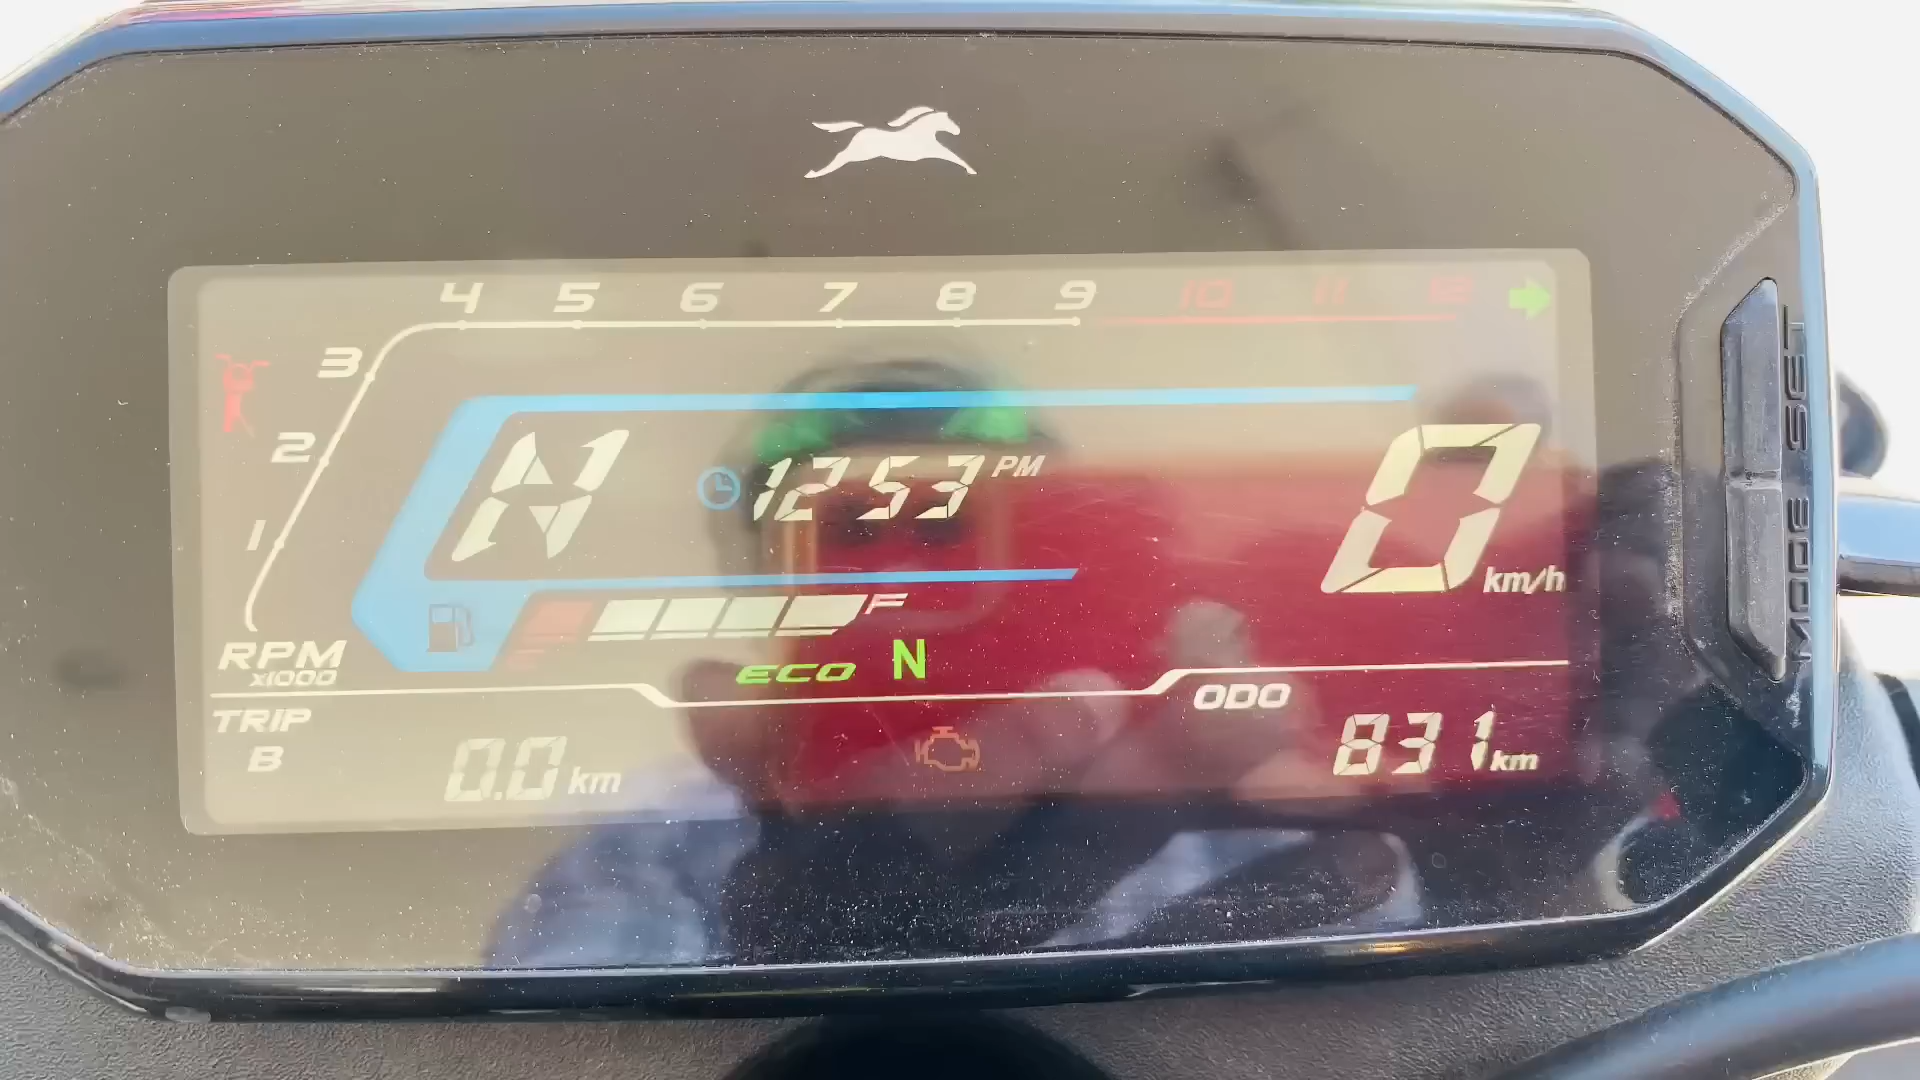 4 5 6 7 8 9 10 11 12
3
2
1
RPM
x1000
N
12 53 PM
0 km/h
E F
ECO N
TRIP
B
0.0 km
ODO
831 km
MODE SET